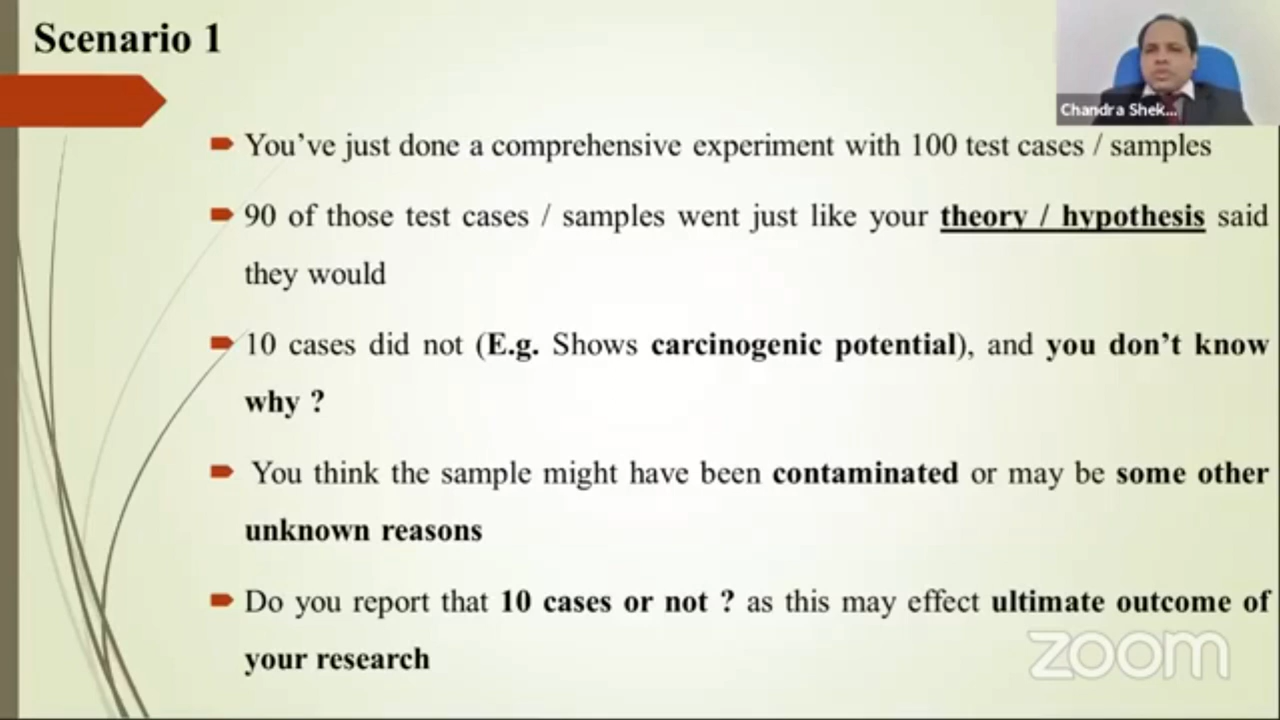 Scenario 1
Chandra Shek...
You’ve just done a comprehensive experiment with 100 test cases / samples
90 of those test cases / samples went just like your theory / hypothesis said
they would
10 cases did not (E.g. Shows carcinogenic potential), and you don’t know
why ?
You think the sample might have been contaminated or may be some other
unknown reasons
Do you report that 10 cases or not ? as this may effect ultimate outcome of
your research
zoom